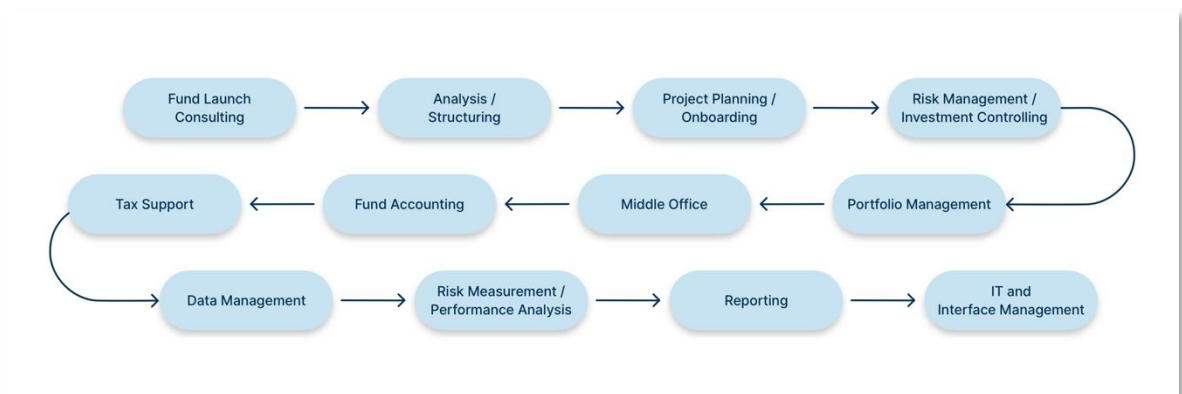 Fund Launch
Consulting
Analysis /
Structuring
Project Planning /
Onboarding
Risk Management /
Investment Controlling
Portfolio Management
Middle Office
Fund Accounting
Tax Support
Data Management
Risk Measurement /
Performance Analysis
Reporting
IT and
Interface Management